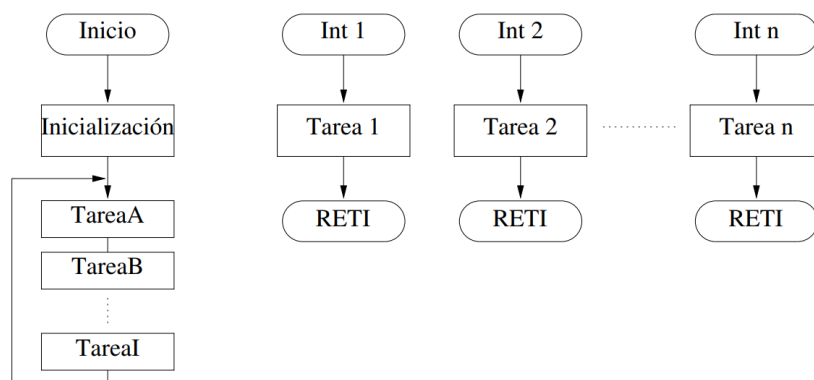 Inicio
Int 1
Int 2
Int n
Inicialización
Tarea 1
Tarea 2
Tarea n
TareaA
RETI
RETI
RETI
TareaB
TareaI